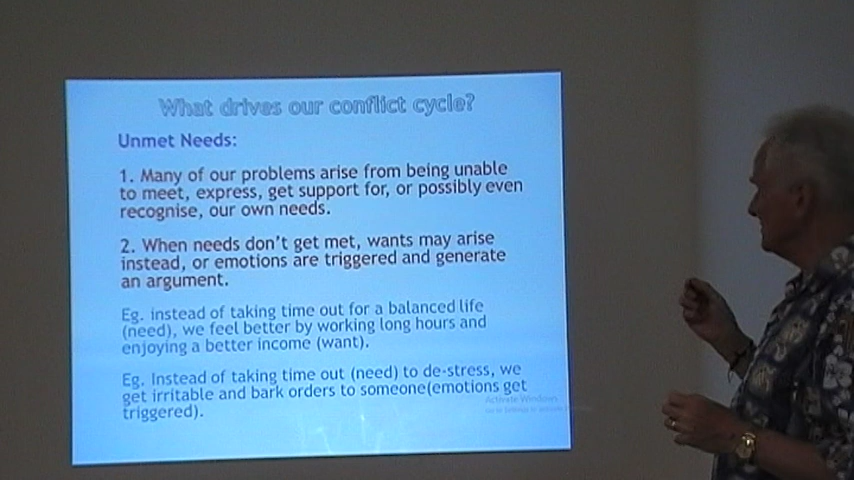 What drives our conflict cycle?
Unmet Needs:
1. Many of our problems arise from being unable
to meet, express, get support for, or possibly even
recognise, our own needs.
2. When needs don't get met, wants may arise
instead, or emotions are triggered and generate
an argument.
Eg. instead of taking time out for a balanced life
(need), we feel better by working long hours and
enjoying a better income (want).
Eg. Instead of taking time out (need) to de-stress, we
get irritable and bark orders to someone(emotions get
triggered).
Activate Windows